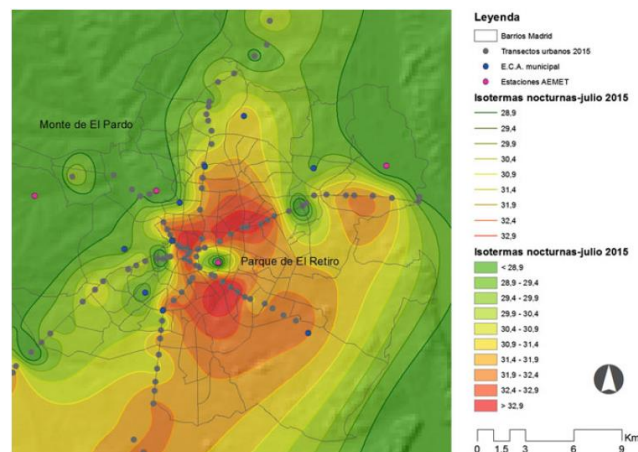 Monte de El Pardo
Parque de El Retiro
Leyenda
Barrios Madrid
Transectos urbanos 2015
E.C.A. municipal
Estaciones AEMET
Isotermas nocturnas-julio 2015
28,9
29,4
29,9
30,4
30,9
31,4
31,9
32,4
32,9
Isotermas nocturnas-julio 2015
< 28,9
28,9 - 29,4
29,4 - 29,9
29,9 - 30,4
30,4 - 30,9
30,9 - 31,4
31,4 - 31,9
31,9 - 32,4
32,4 - 32,9
> 32,9
Km
0 1.5 3 6 9